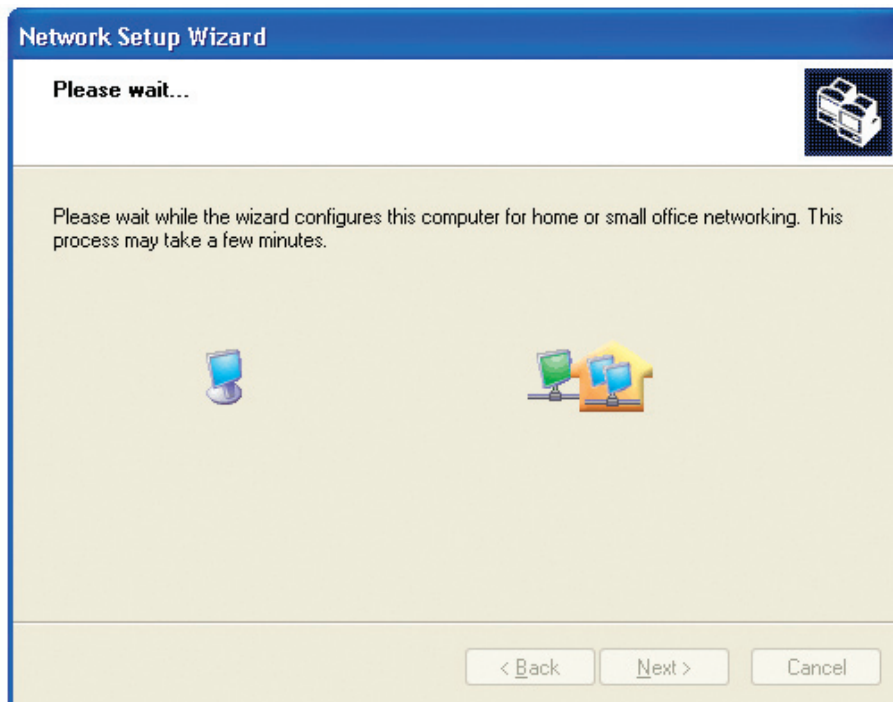 Network Setup Wizard
Please wait...
Please wait while the wizard configures this computer for home or small office networking. This
process may take a few minutes.
< Back
Next >
Cancel